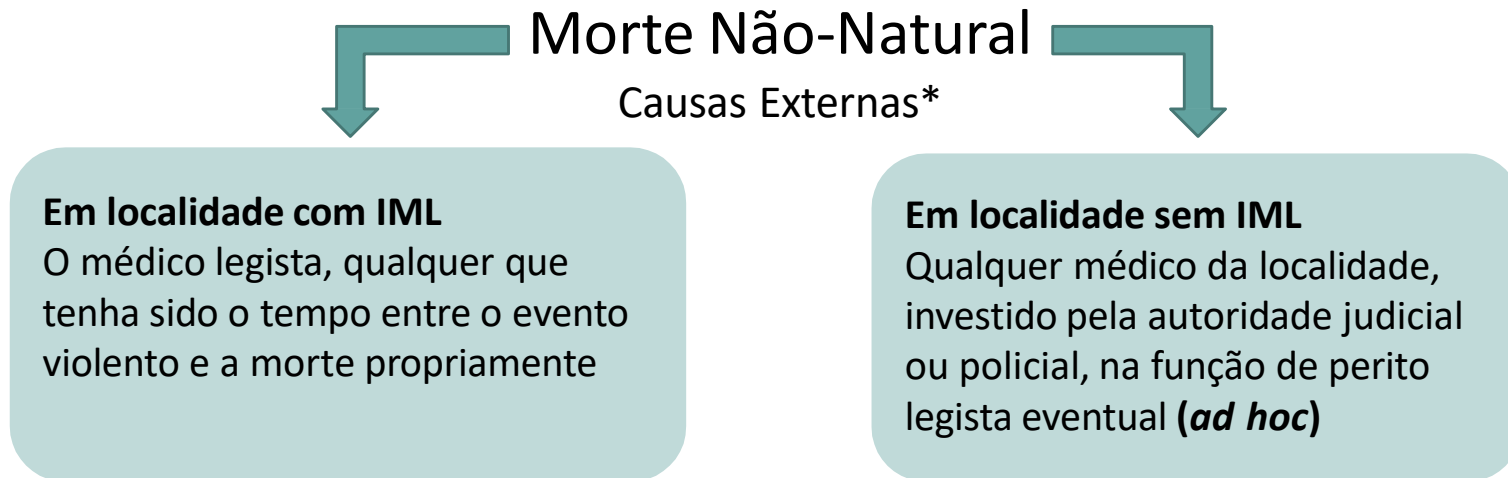 Morte Não-Natural
Causas Externas*
Em localidade com IML
O médico legista, qualquer que
tenha sido o tempo entre o evento
violento e a morte propriamente
Em localidade sem IML
Qualquer médico da localidade,
investido pela autoridade judicial
ou policial, na função de perito
legista eventual (ad hoc)